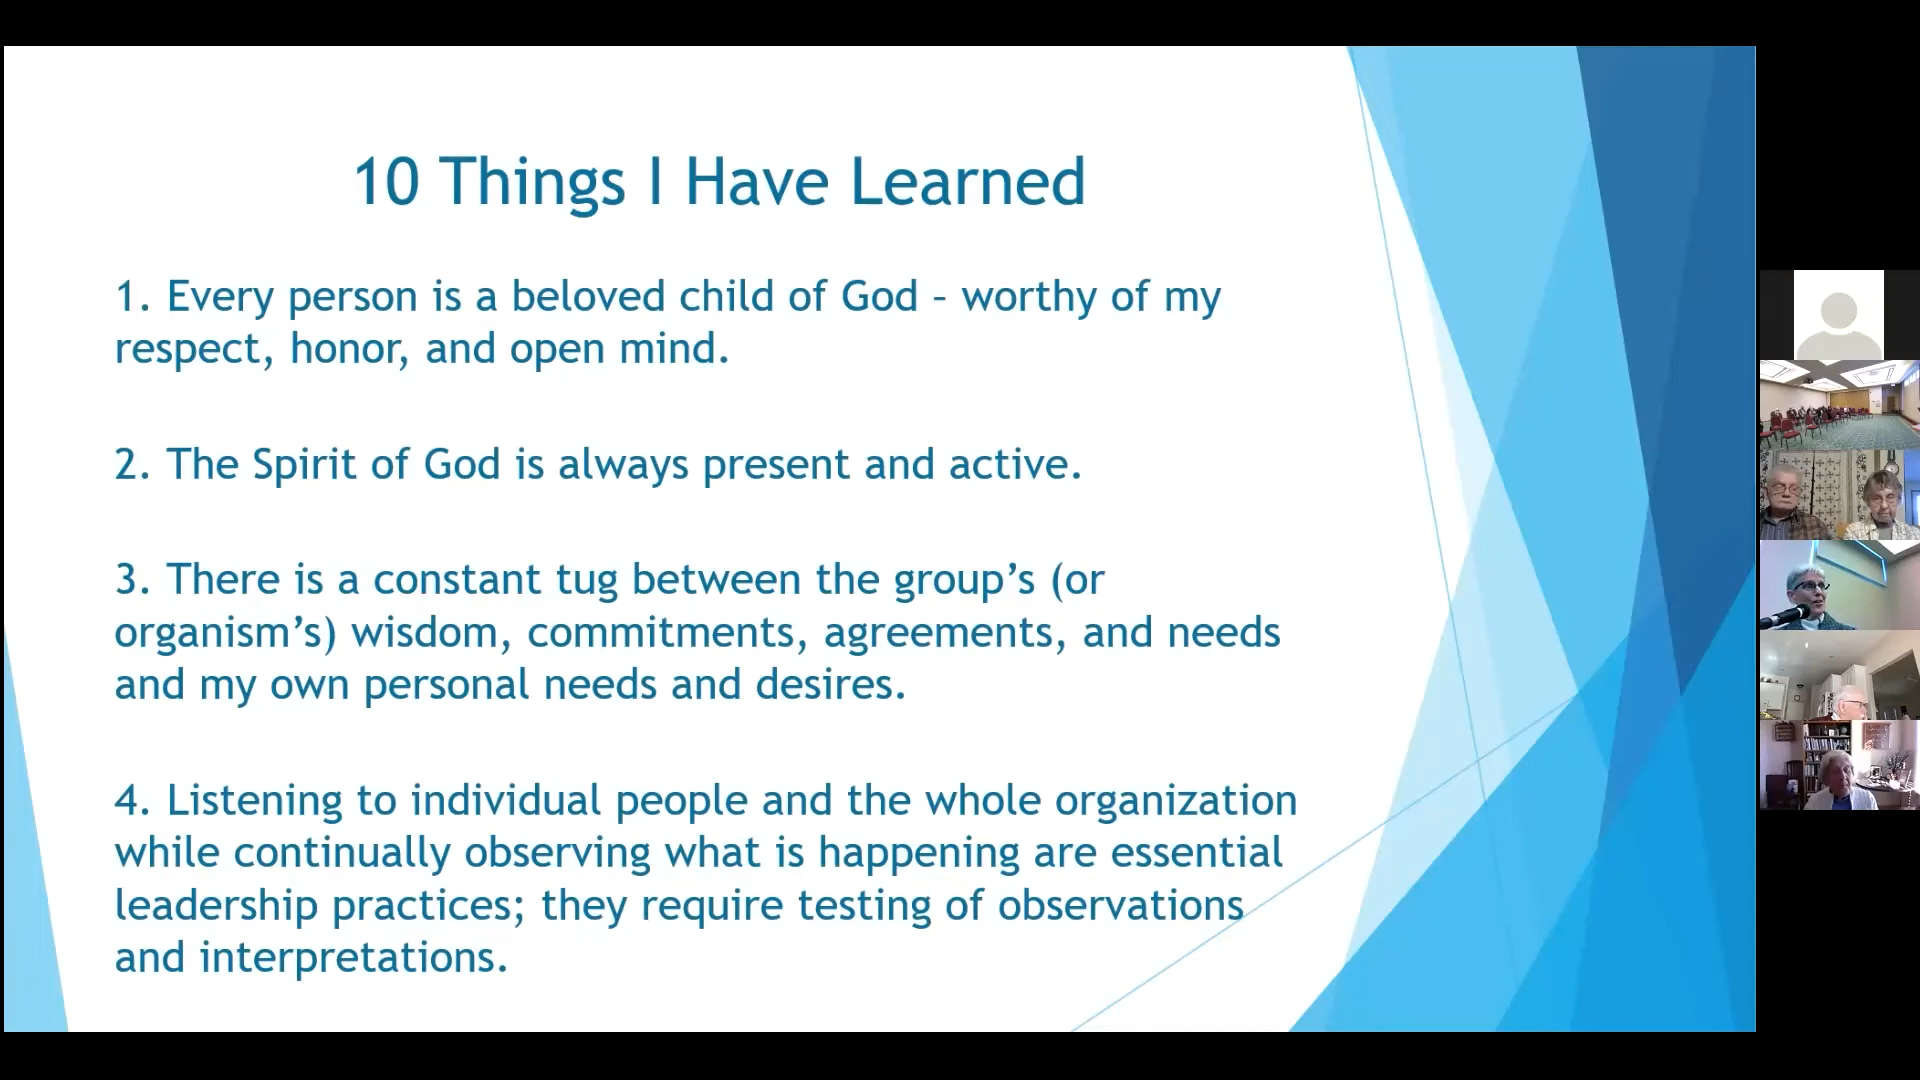 10 Things I Have Learned
1. Every person is a beloved child of God – worthy of my
respect, honor, and open mind.
2. The Spirit of God is always present and active.
3. There is a constant tug between the group’s (or
organism’s) wisdom, commitments, agreements, and needs
and my own personal needs and desires.
4. Listening to individual people and the whole organization
while continually observing what is happening are essential
leadership practices; they require testing of observations
and interpretations.